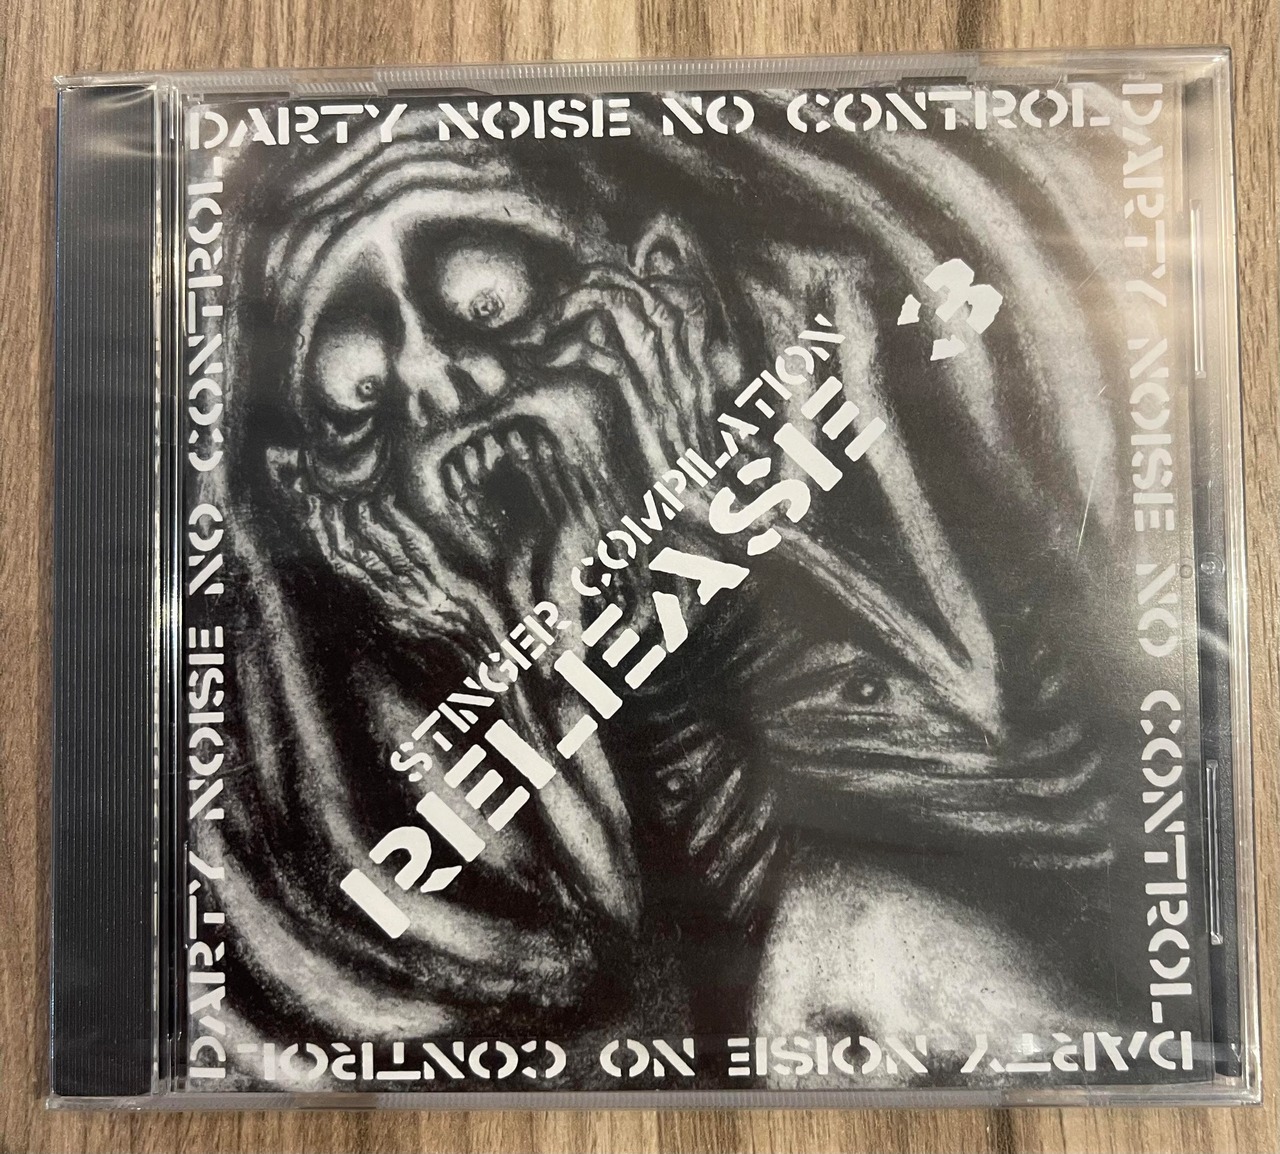 DARTY NOISE NO CONTROL
DARTY NOISE NO CONTROL
DARTY NOISE NO CONTROL
DARTY NOISE NO CONTROL
STINGER COMPILATION
RELEASE
3